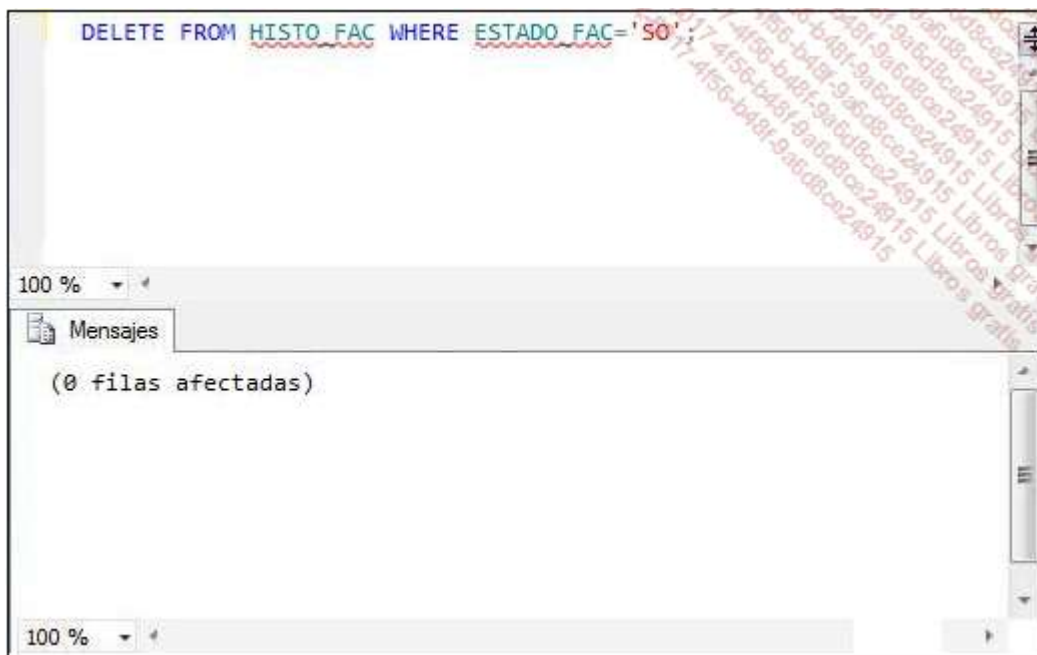 DELETE FROM HISTO_FAC WHERE ESTADO_FAC='SO';
100 %
Mensajes
(0 filas afectadas)
100 %